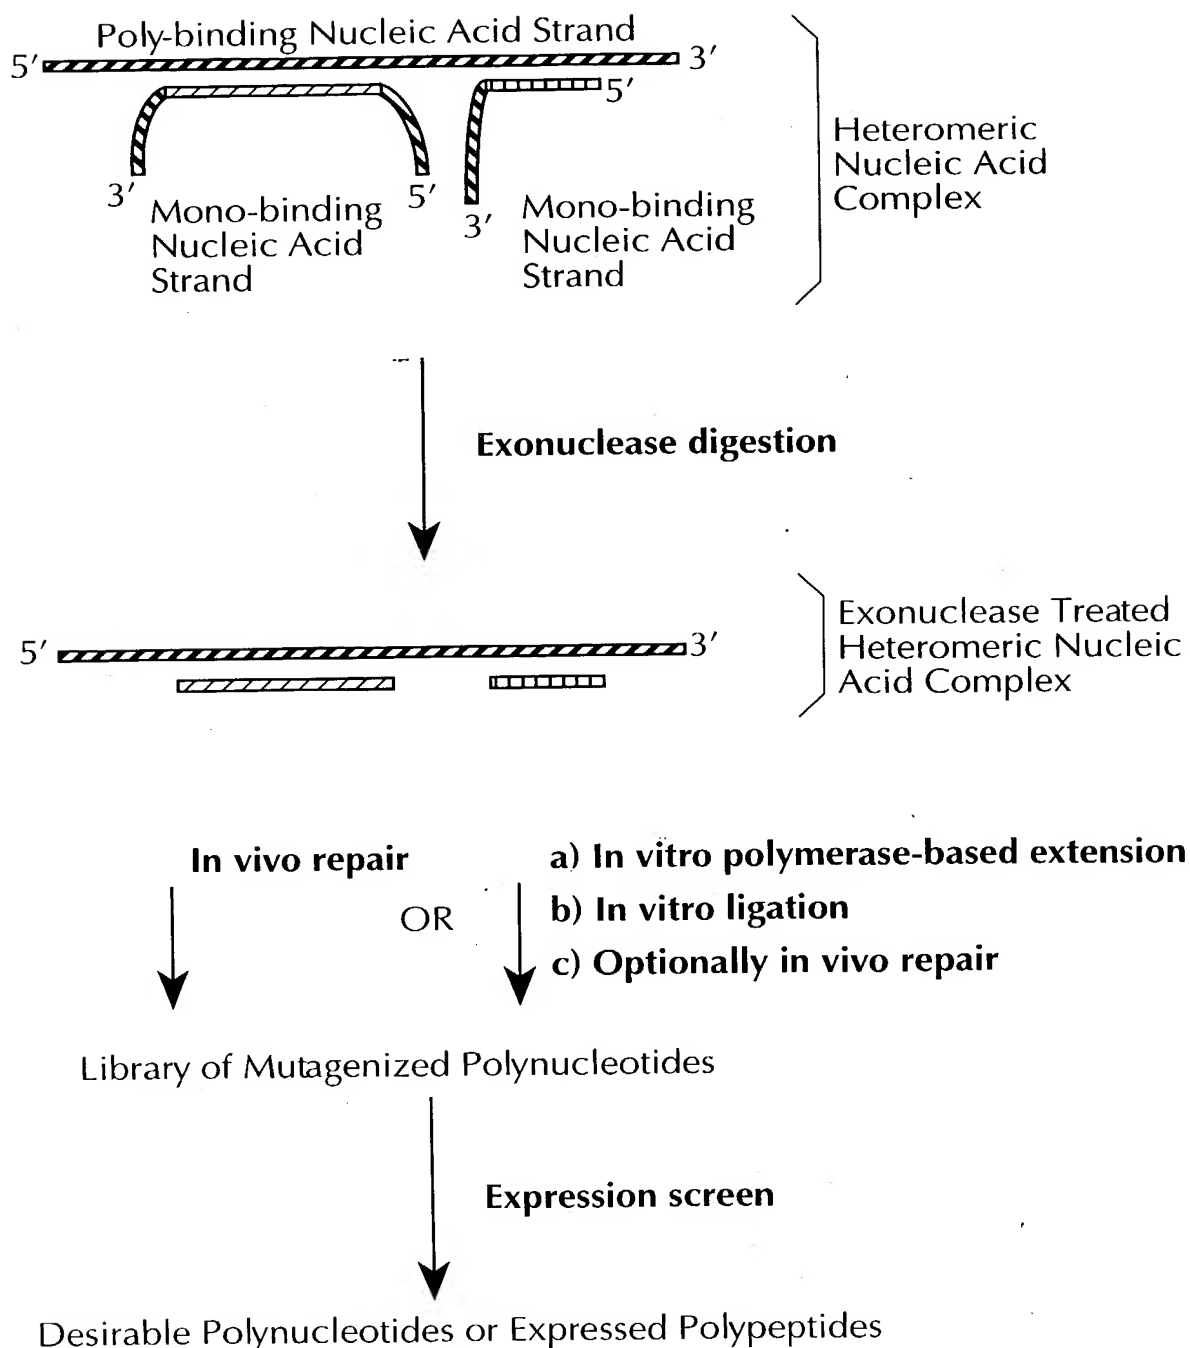 Poly-binding Nucleic Acid Strand
5′
3′
5′
3′
5′
3′
Mono-binding
Nucleic Acid
Strand
Mono-binding
Nucleic Acid
Strand
Heteromeric
Nucleic Acid
Complex
Exonuclease digestion
5′
3′
Exonuclease Treated
Heteromeric Nucleic
Acid Complex
In vivo repair
OR
a) In vitro polymerase-based extension
b) In vitro ligation
c) Optionally in vivo repair
Library of Mutagenized Polynucleotides
Expression screen
Desirable Polynucleotides or Expressed Polypeptides